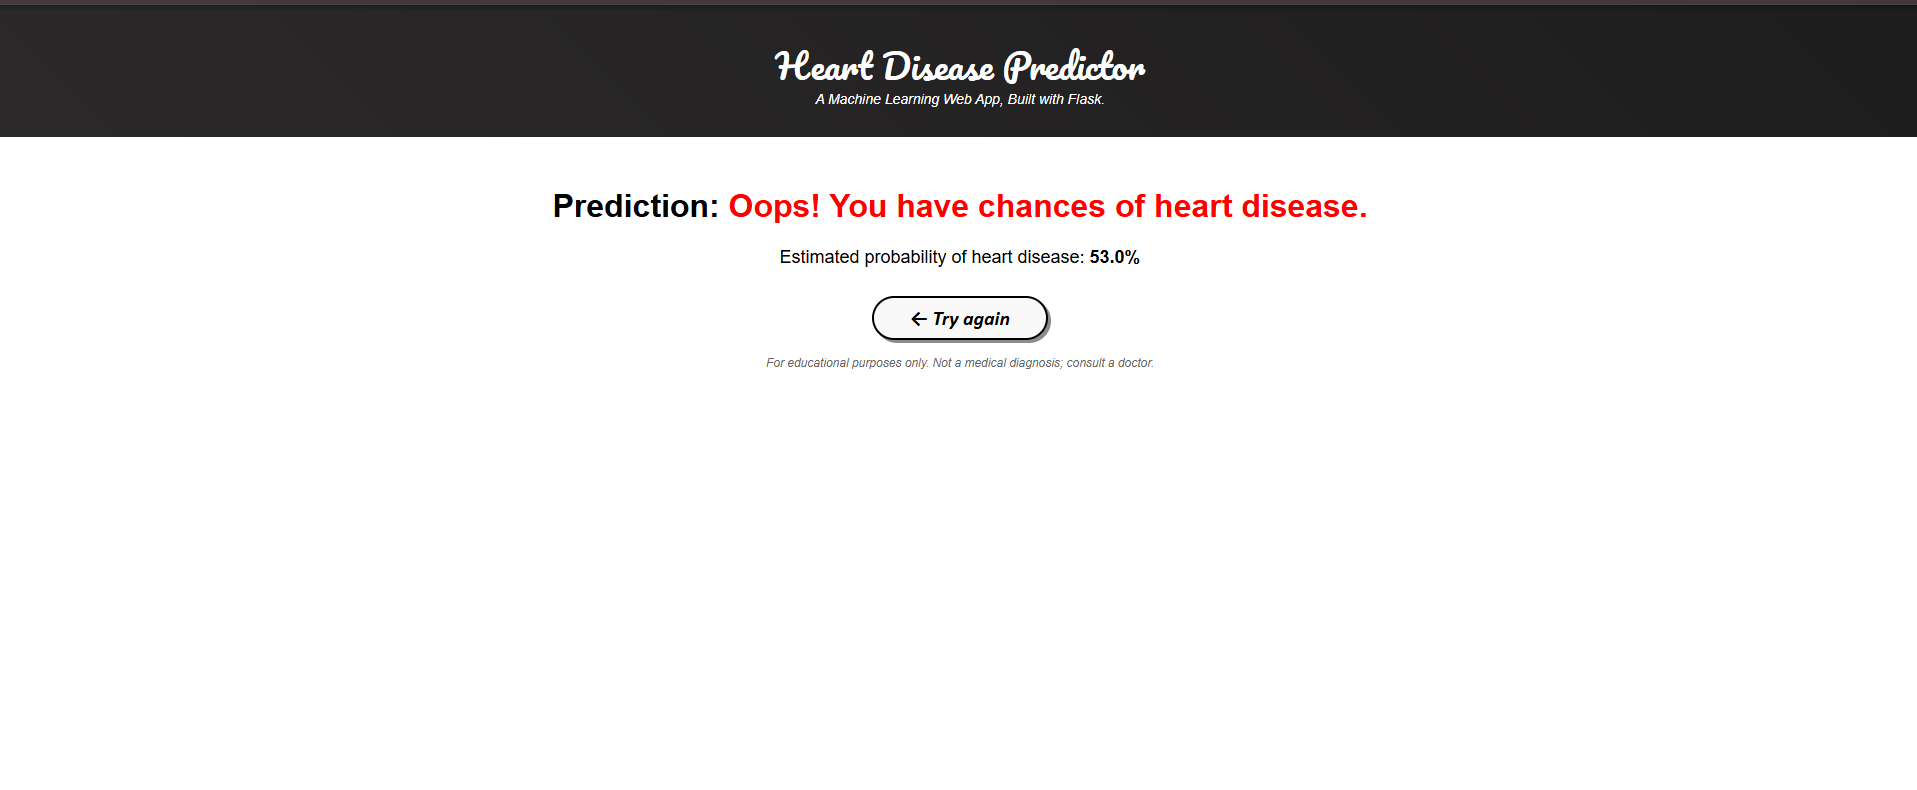 Heart Disease Predictor
A Machine Learning Web App, Built with Flask.
Prediction: Oops! You have chances of heart disease.
Estimated probability of heart disease: 53.0%
← Try again
For educational purposes only. Not a medical diagnosis; consult a doctor.